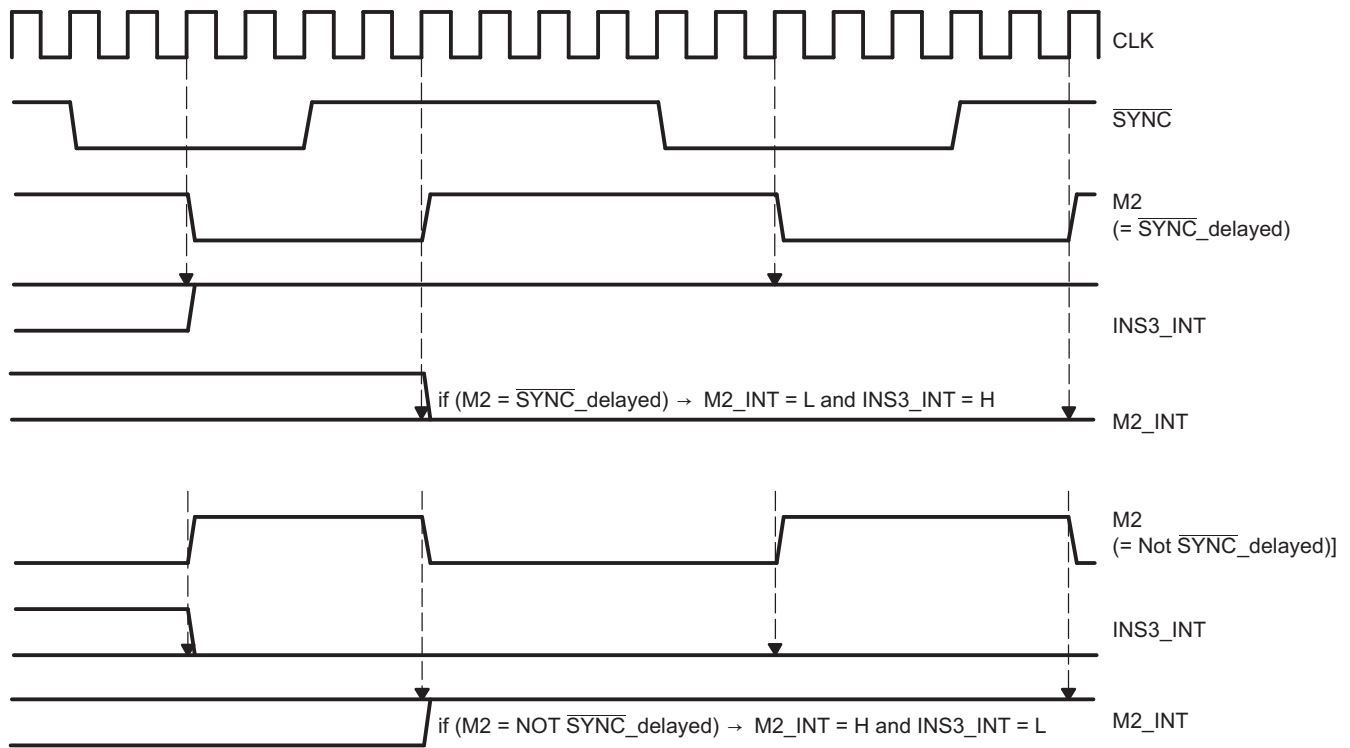 CLK
SYNC
M2
(= SYNC_delayed)
INS3_INT
if (M2 = SYNC_delayed) → M2_INT = L and INS3_INT = H
M2_INT
M2
(= Not SYNC_delayed)]
INS3_INT
if (M2 = NOT SYNC_delayed) → M2_INT = H and INS3_INT = L
M2_INT